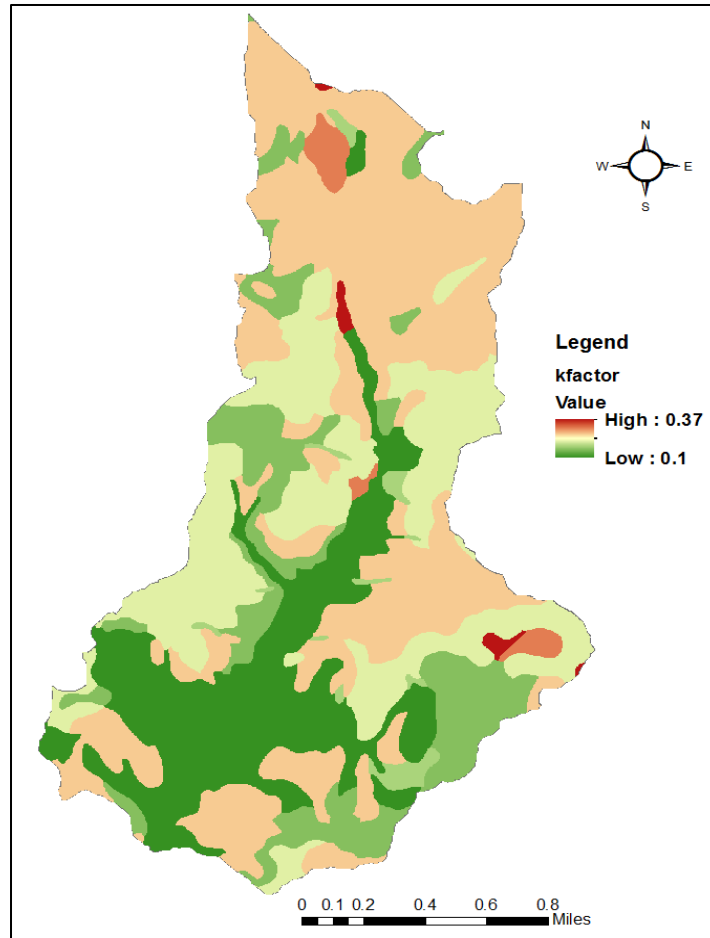 N
W E
S
Legend
kfactor
Value
High : 0.37
Low : 0.1
0 0.1 0.2 0.4 0.6 0.8
Miles